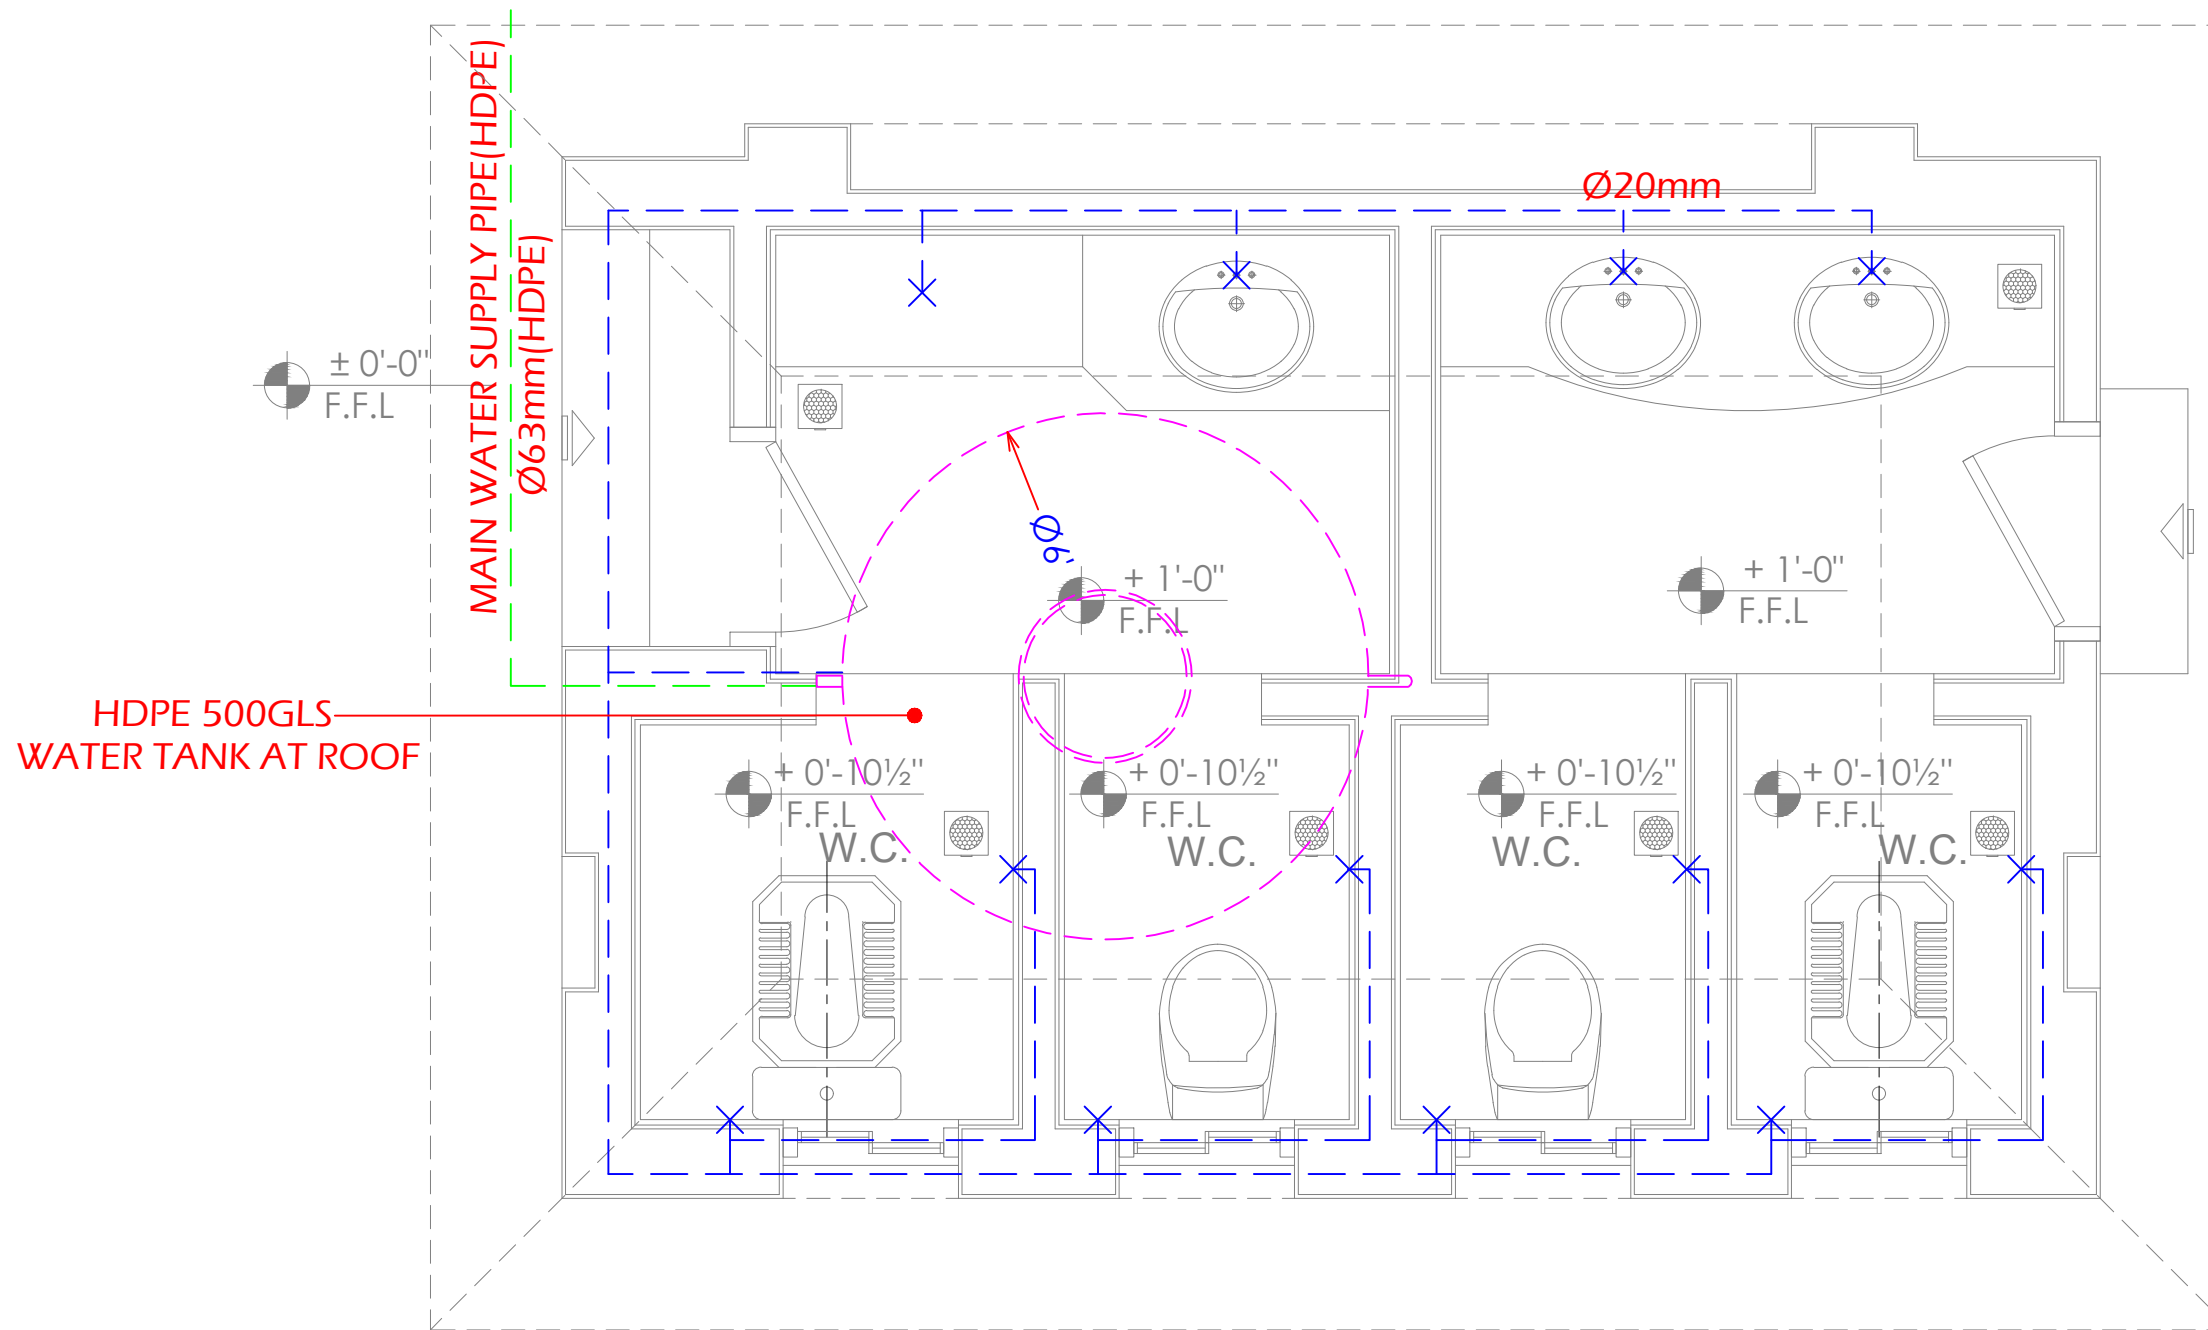 MAIN WATER SUPPLY PIPE(HDPE)
Ø63mm(HDPE)
Ø20mm
± 0'-0"
F.F.L
Ø6'
+ 1'-0"
F.F.L
+ 1'-0"
F.F.L
HDPE 500GLS
WATER TANK AT ROOF
+ 0'-10½"
F.F.L
W.C.
+ 0'-10½"
F.F.L
W.C.
+ 0'-10½"
F.F.L
W.C.
+ 0'-10½"
F.F.L
W.C.